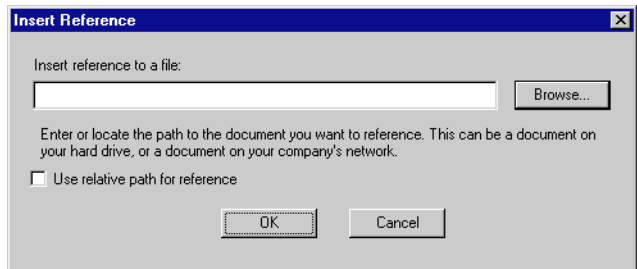 Insert Reference
Insert reference to a file:
Browse...
Enter or locate the path to the document you want to reference. This can be a document on
your hard drive, or a document on your company's network.
Use relative path for reference
OK Cancel